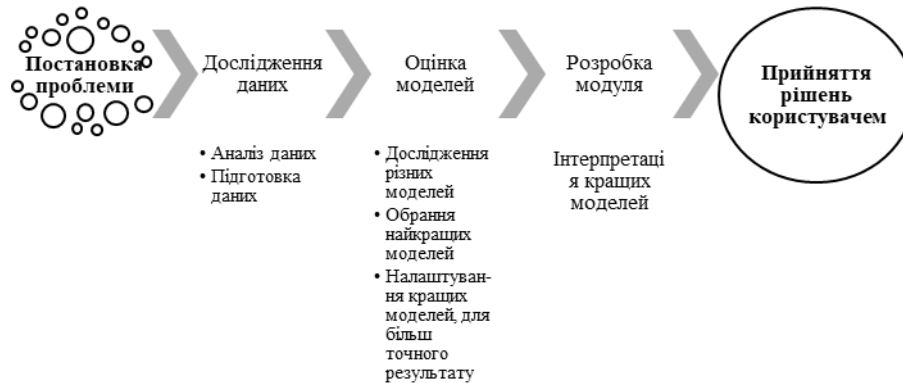 Постановка
проблеми
Дослідження
даних
• Аналіз даних
• Підготовка
даних
Оцінка
моделей
• Дослідження
різних
моделей
• Обрання
найкращих
моделей
• Налаштуван-
ня кращих
моделей, для
більш
точного
результату
Розробка
модуля
Інтерпретаці
я кращих
моделей
Прийняття
рішень
користувачем